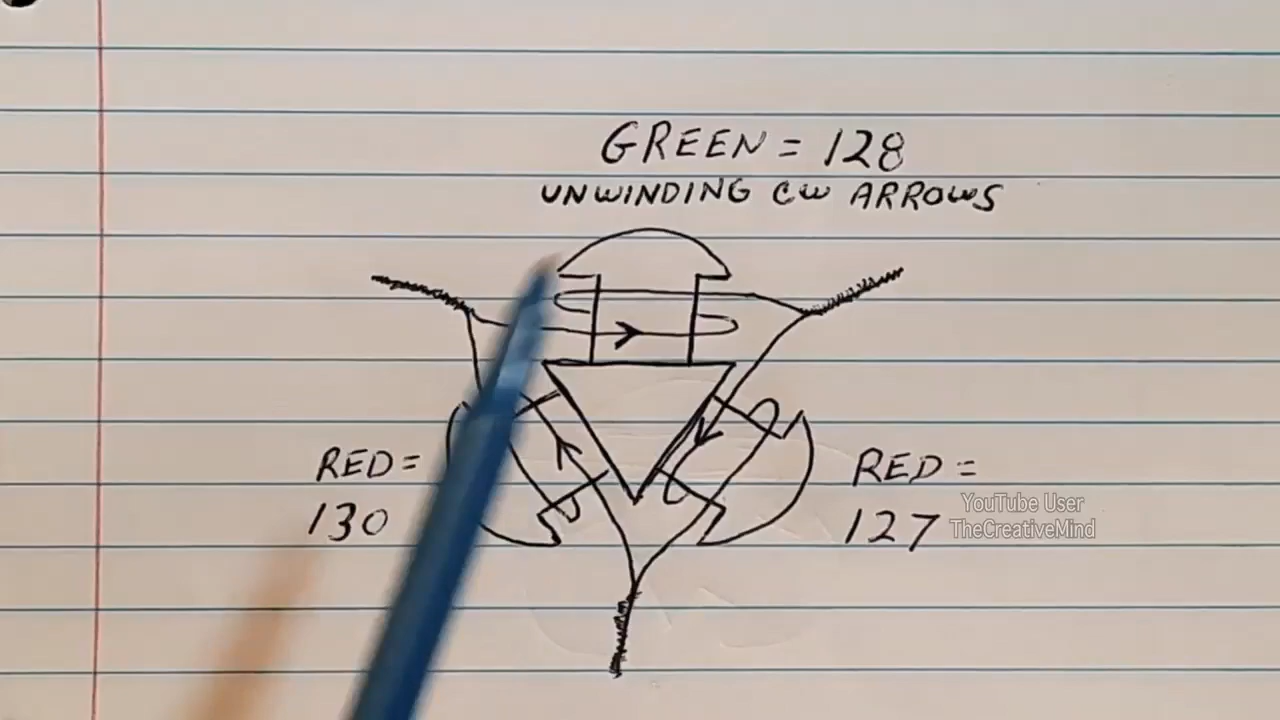 GREEN = 128
UNWINDING CW ARROWS
RED =
130
RED =
127
YouTube User
TheCreativeMind